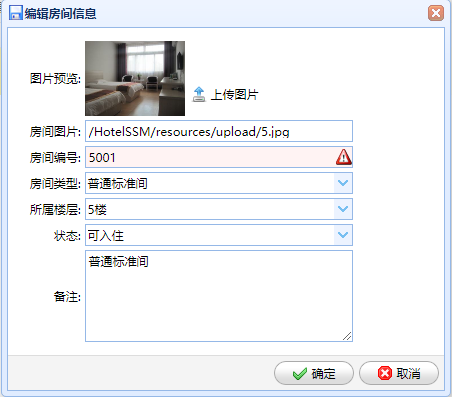 编辑房间信息
图片预览:
上传图片
房间图片: /HotelSSM/resources/upload/5.jpg
房间编号: 5001
房间类型: 普通标准间
所属楼层: 5楼
状态: 可入住
备注: 普通标准间
确定 取消